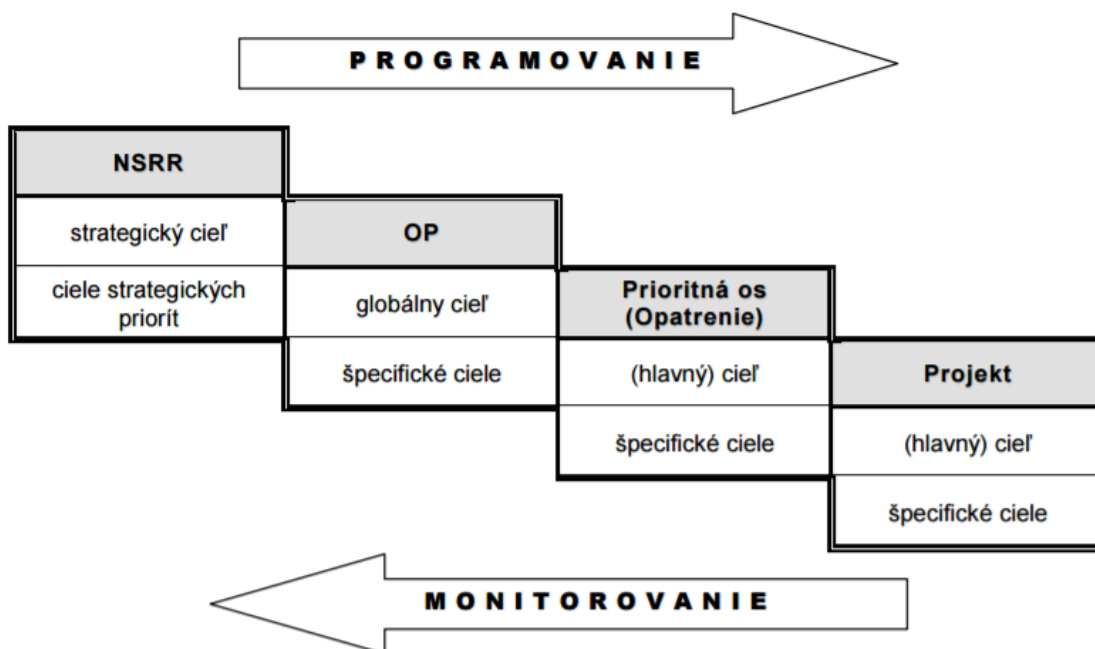 PROGRAMOVANIE
NSRR
strategický cieľ
ciele strategických
priorít
OP
globálny cieľ
špecifické ciele
Prioritná os
(Opatrenie)
(hlavný) cieľ
špecifické ciele
Projekt
(hlavný) cieľ
špecifické ciele
MONITOROVANIE